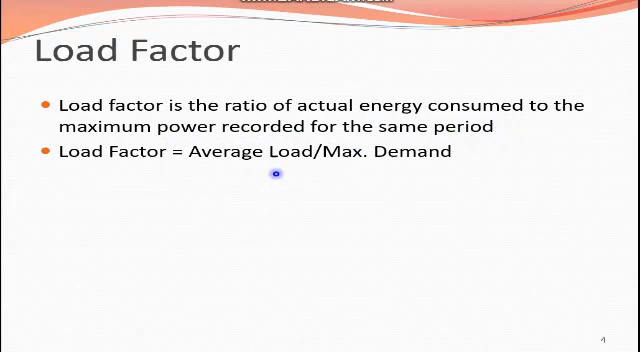 Load Factor
Load factor is the ratio of actual energy consumed to the
maximum power recorded for the same period
Load Factor = Average Load/Max. Demand
4